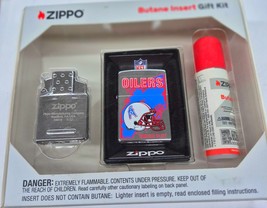 ZIPPO
Butane Insert Gift Kit
NFL
OILERS
zippo
zippo
ZIPPO
DANGER: EXTREMELY FLAMMABLE. CONTENTS UNDER PRESSURE. KEEP OUT OF
THE REACH OF CHILDREN. Read carefully other cautionary labeling on back panel.
INSERT DOES NOT CONTAIN BUTANE: Lighter insert is empty, read enclosed filling instructions.